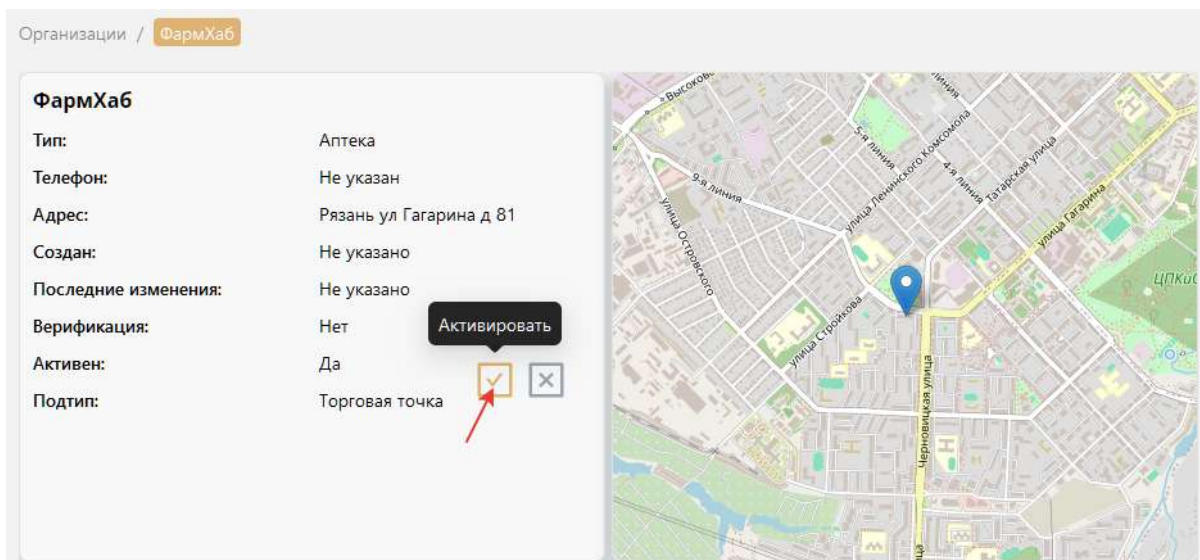 Организации / ФармХаб
ФармХаб
Тип: Аптека
Телефон: Не указан
Адрес: Рязань ул Гагарина д 81
Создан: Не указано
Последние изменения: Не указано
Верификация: Нет
Активировать
Активен: Да
Подтип: Торговая точка
5-я линия
улица Ленинского Комсомола
4-я линия
Татарская улица
9-я линия
улица Островского
улица Гагарина
ЦПКиО
улица Стройкова
Черновицкая улица